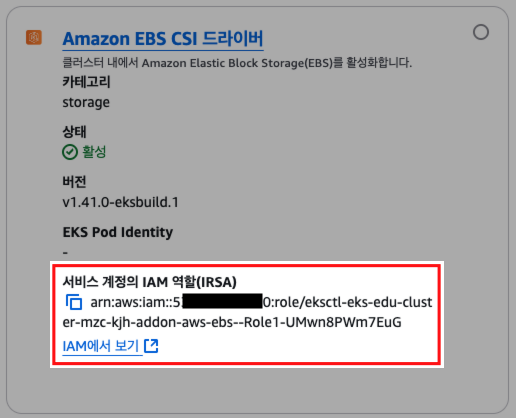 Amazon EBS CSI 드라이버
클러스터 내에서 Amazon Elastic Block Storage(EBS)를 활성화합니다.
카테고리
storage
상태
활성
버전
v1.41.0-eksbuild.1
EKS Pod Identity
-
서비스 계정의 IAM 역할(IRSA)
arn:aws:iam::5 0:role/eksctl-eks-edu-clust
er-mzc-kjh-addon-aws-ebs--Role1-UMwn8PWm7EuG
IAM에서 보기